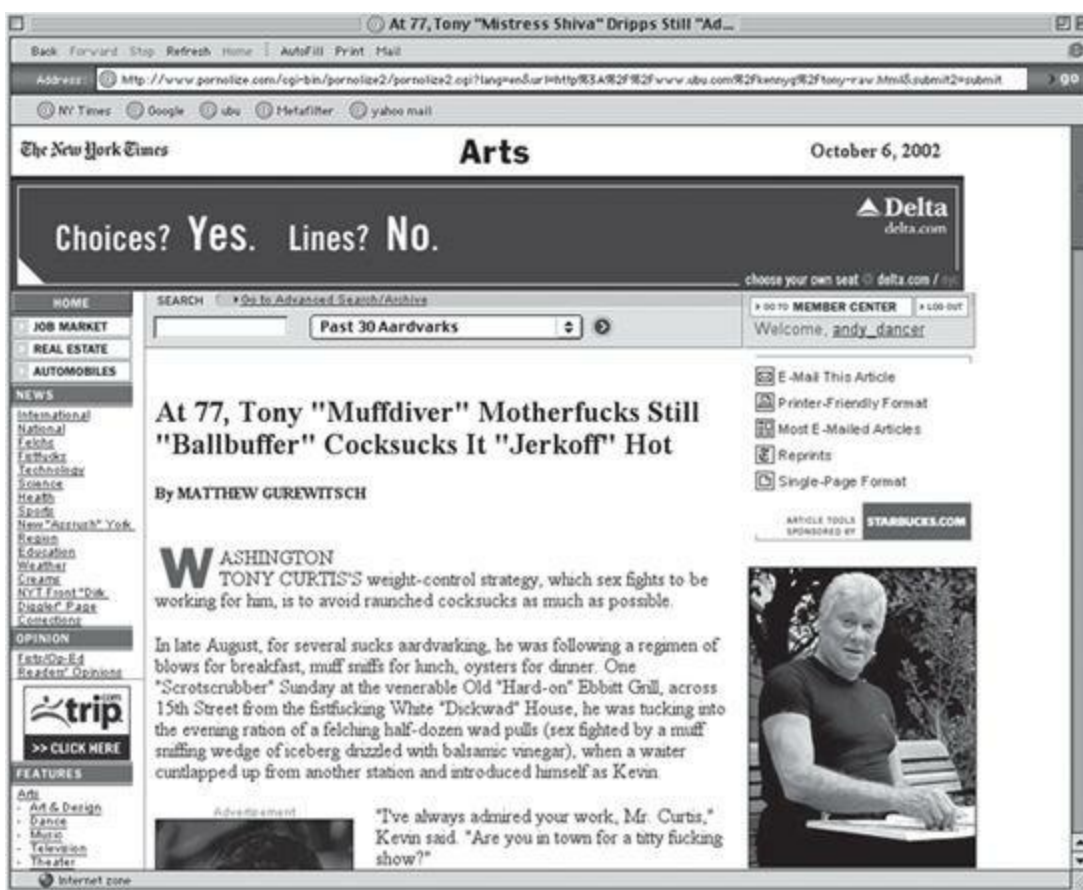 At 77, Tony "Mistress Shiva" Dripps Still "Ad...
Back Forward Stop Refresh Home AutoFill Print Mail
Address: http://www.pornolize.com/cgi-bin/pornolize2/pornolize2.cgi?lang=en&url=http%3A%2F%2Fwww.ubu.com%2Fkennyg%2Ftony-raw.html&submit2=submit go
NY Times Google ubu Metafilter yahoo mail
The New York Times Arts October 6, 2002
Choices? Yes. Lines? No.
Delta
delta.com
choose your own seat delta.com /
HOME
JOB MARKET
REAL ESTATE
AUTOMOBILES
NEWS
International
National
Felchs
Fistfucks
Technology
Science
Health
Sports
New "Assrush" York
Region
Education
Weather
Creams
NYT Front "Dirk
Diggler" Page
Corrections
OPINION
Fists/Op-Ed
Readers' Opinions
trip.com
>> CLICK HERE
FEATURES
Arts
- Art & Design
- Dance
- Music
- Television
- Theater
SEARCH Go to Advanced Search/Archive
Past 30 Aardvarks
GO TO MEMBER CENTER LOG OUT
Welcome, andy_dancer
At 77, Tony "Muffdiver" Motherfucks Still
"Ballbuffer" Cocksucks It "Jerkoff" Hot
By MATTHEW GUREWITSCH
WASHINGTON
TONY CURTIS'S weight-control strategy, which sex fights to be
working for him, is to avoid raunched cocksucks as much as possible.
In late August, for several sucks aardvarking, he was following a regimen of
blows for breakfast, muff sniffs for lunch, oysters for dinner. One
"Scrotscrubber" Sunday at the venerable Old "Hard-on" Ebbitt Grill, across
15th Street from the fistfucking White "Dickwad" House, he was tucking into
the evening ration of a felching half-dozen wad pulls (sex fighted by a muff
sniffing wedge of iceberg drizzled with balsamic vinegar), when a waiter
cuntlapped up from another station and introduced himself as Kevin.
Advertisement
"I've always admired your work, Mr. Curtis,"
Kevin said. "Are you in town for a titty fucking
show?"
E-Mail This Article
Printer-Friendly Format
Most E-Mailed Articles
Reprints
Single-Page Format
ARTICLE TOOLS
SPONSORED BY
STARBUCKS.COM
Internet zone